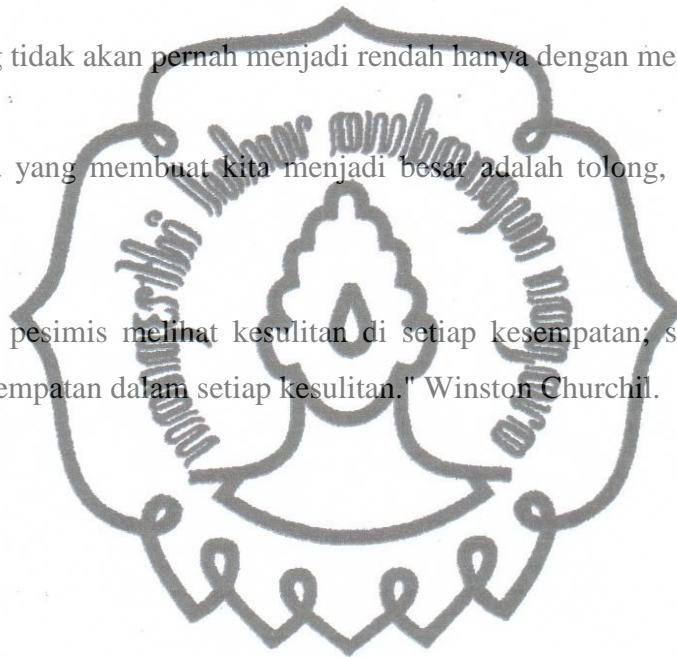 g tidak akan pernah menjadi rendah hanya dengan me
yang membuat kita menjadi besar adalah tolong,
pesimis melihat kesulitan di setiap kesempatan; s
empatan dalam setiap kesulitan." Winston Churchil.